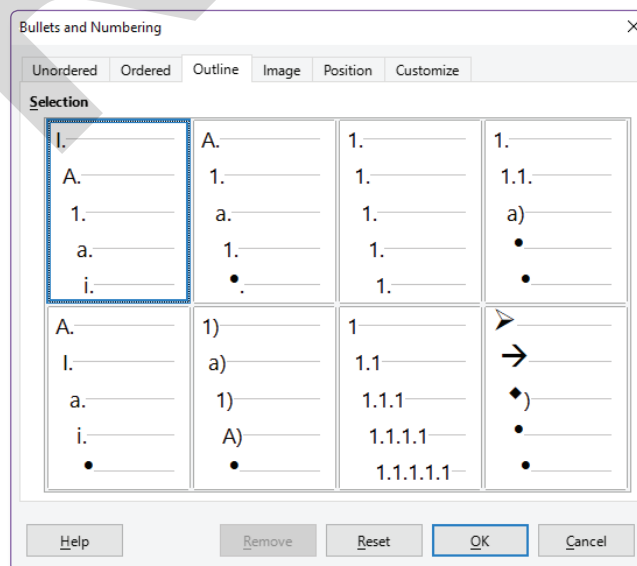 Bullets and Numbering
Unordered Ordered Outline Image Position Customize
Selection
I.
A.
1.
a.
i.
A.
1.
a.
1.
•.
1.
1.
1.
1.
1.
1.
1.1.
a)
•
•
A.
I.
a.
i.
•
1)
a)
1)
A)
•
1
1.1
1.1.1
1.1.1.1
1.1.1.1.1
➢
→
◆)
•
•
Help Remove Reset OK Cancel